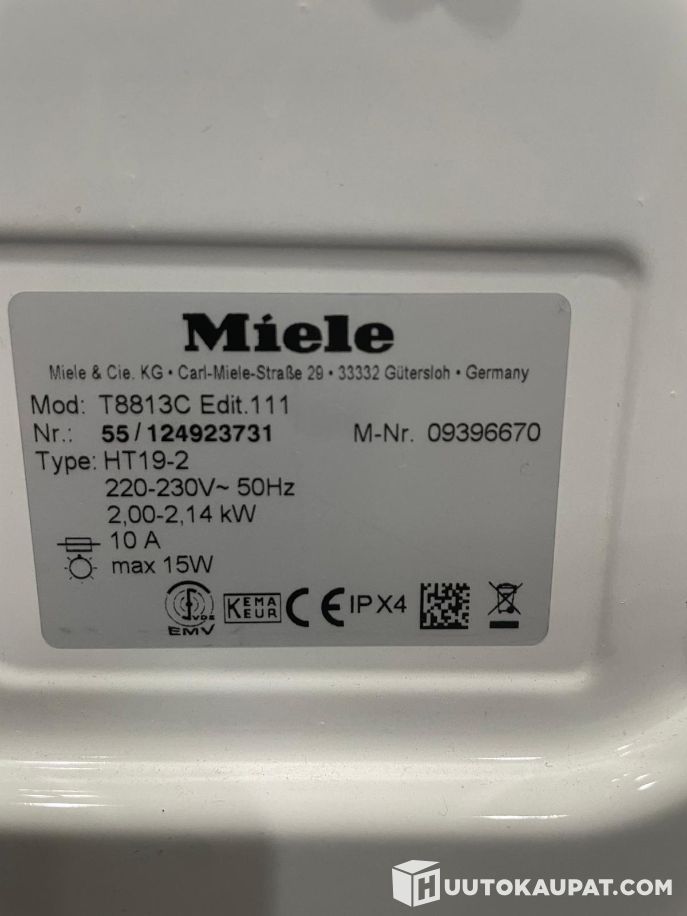 Miele
Miele & Cie. KG • Carl-Miele-Straße 29 • 33332 Gütersloh • Germany
Mod: T8813C Edit.111
Nr.: 55/124923731 M-Nr. 09396670
Type: HT19-2
220-230V~ 50Hz
2,00-2,14 kW
10 A
max 15W
VDE EMV KEMA KEUR CE IPX4
HUUTOKAUPAT.COM